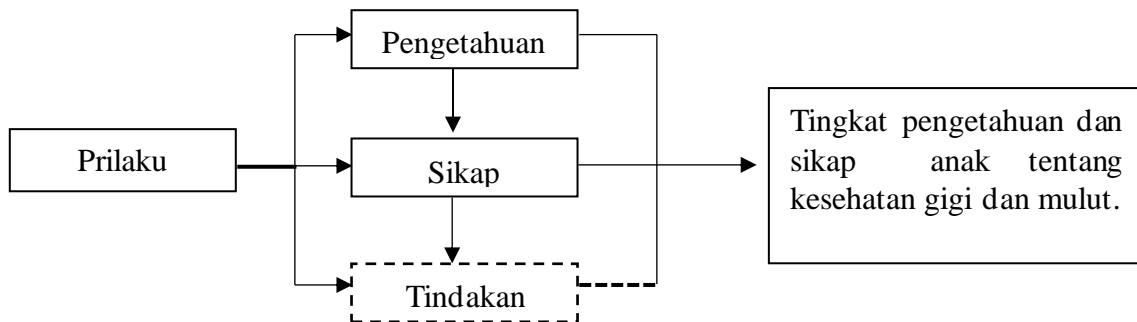 Pengetahuan
Prilaku
Sikap
Tindakan
Tingkat pengetahuan dan
sikap anak tentang
kesehatan gigi dan mulut.